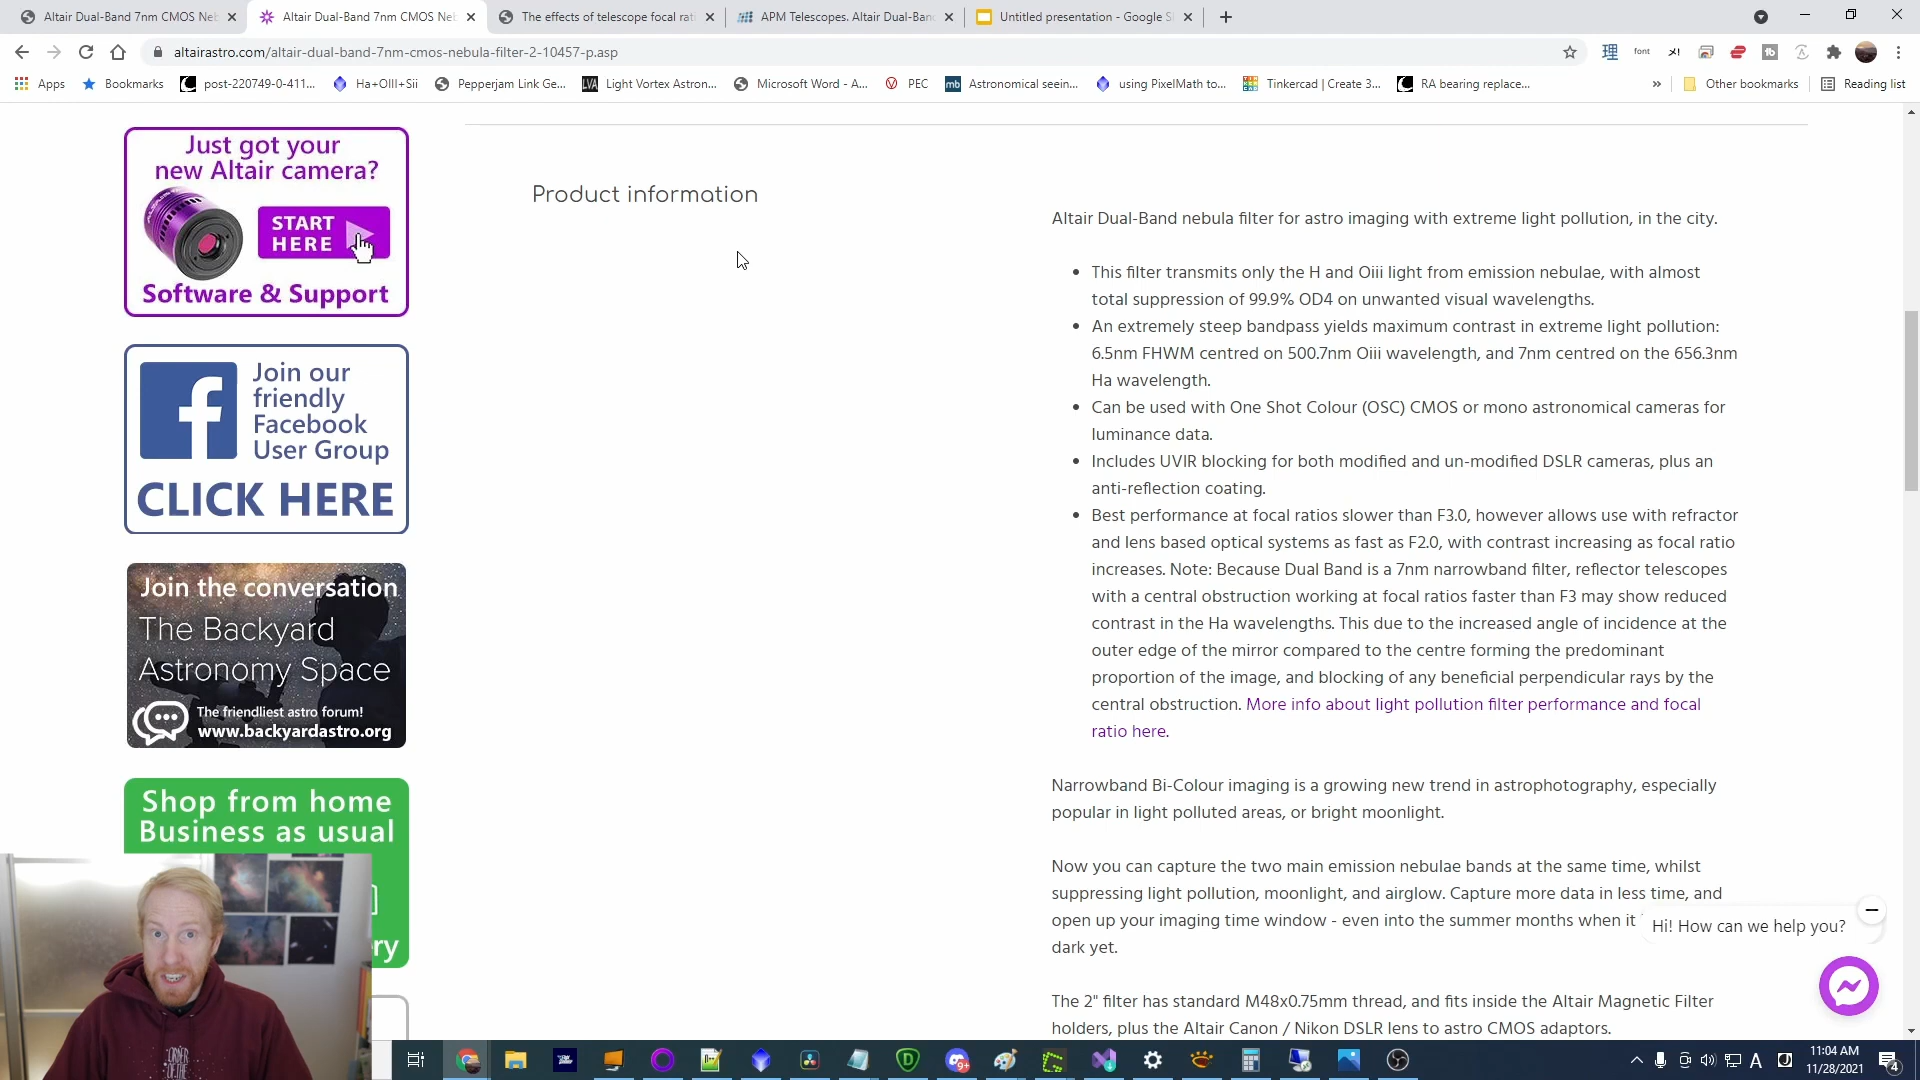 Altair Dual-Band 7nm CMOS Neb
Altair Dual-Band 7nm CMOS Neb
The effects of telescope focal rati
APM Telescopes. Altair Dual-Band
Untitled presentation - Google Sl
altairastro.com/altair-dual-band-7nm-cmos-nebula-filter-2-10457-p.asp
Apps
Bookmarks
post-220749-0-411...
Ha+OIII+Sii
Pepperjam Link Ge...
Light Vortex Astron...
Microsoft Word - A...
PEC
Astronomical seein...
using PixelMath to...
Tinkercad | Create 3...
RA bearing replace...
»
Other bookmarks
Reading list
Just got your
new Altair camera?
START
HERE
Software & Support
Join our
friendly
Facebook
User Group
CLICK HERE
Join the conversation
The Backyard
Astronomy Space
The friendliest astro forum!
www.backyardastro.org
Shop from home
Business as usual
ry
Product information
Altair Dual-Band nebula filter for astro imaging with extreme light pollution, in the city.
• This filter transmits only the H and Oiii light from emission nebulae, with almost
total suppression of 99.9% OD4 on unwanted visual wavelengths.
• An extremely steep bandpass yields maximum contrast in extreme light pollution:
6.5nm FHWM centred on 500.7nm Oiii wavelength, and 7nm centred on the 656.3nm
Ha wavelength.
• Can be used with One Shot Colour (OSC) CMOS or mono astronomical cameras for
luminance data.
• Includes UVIR blocking for both modified and un-modified DSLR cameras, plus an
anti-reflection coating.
• Best performance at focal ratios slower than F3.0, however allows use with refractor
and lens based optical systems as fast as F2.0, with contrast increasing as focal ratio
increases. Note: Because Dual Band is a 7nm narrowband filter, reflector telescopes
with a central obstruction working at focal ratios faster than F3 may show reduced
contrast in the Ha wavelengths. This due to the increased angle of incidence at the
outer edge of the mirror compared to the centre forming the predominant
proportion of the image, and blocking of any beneficial perpendicular rays by the
central obstruction. More info about light pollution filter performance and focal
ratio here.
Narrowband Bi-Colour imaging is a growing new trend in astrophotography, especially
popular in light polluted areas, or bright moonlight.
Now you can capture the two main emission nebulae bands at the same time, whilst
suppressing light pollution, moonlight, and airglow. Capture more data in less time, and
open up your imaging time window - even into the summer months when it
dark yet.
The 2" filter has standard M48x0.75mm thread, and fits inside the Altair Magnetic Filter
holders, plus the Altair Canon / Nikon DSLR lens to astro CMOS adaptors.
Hi! How can we help you?
11:04 AM
11/28/2021